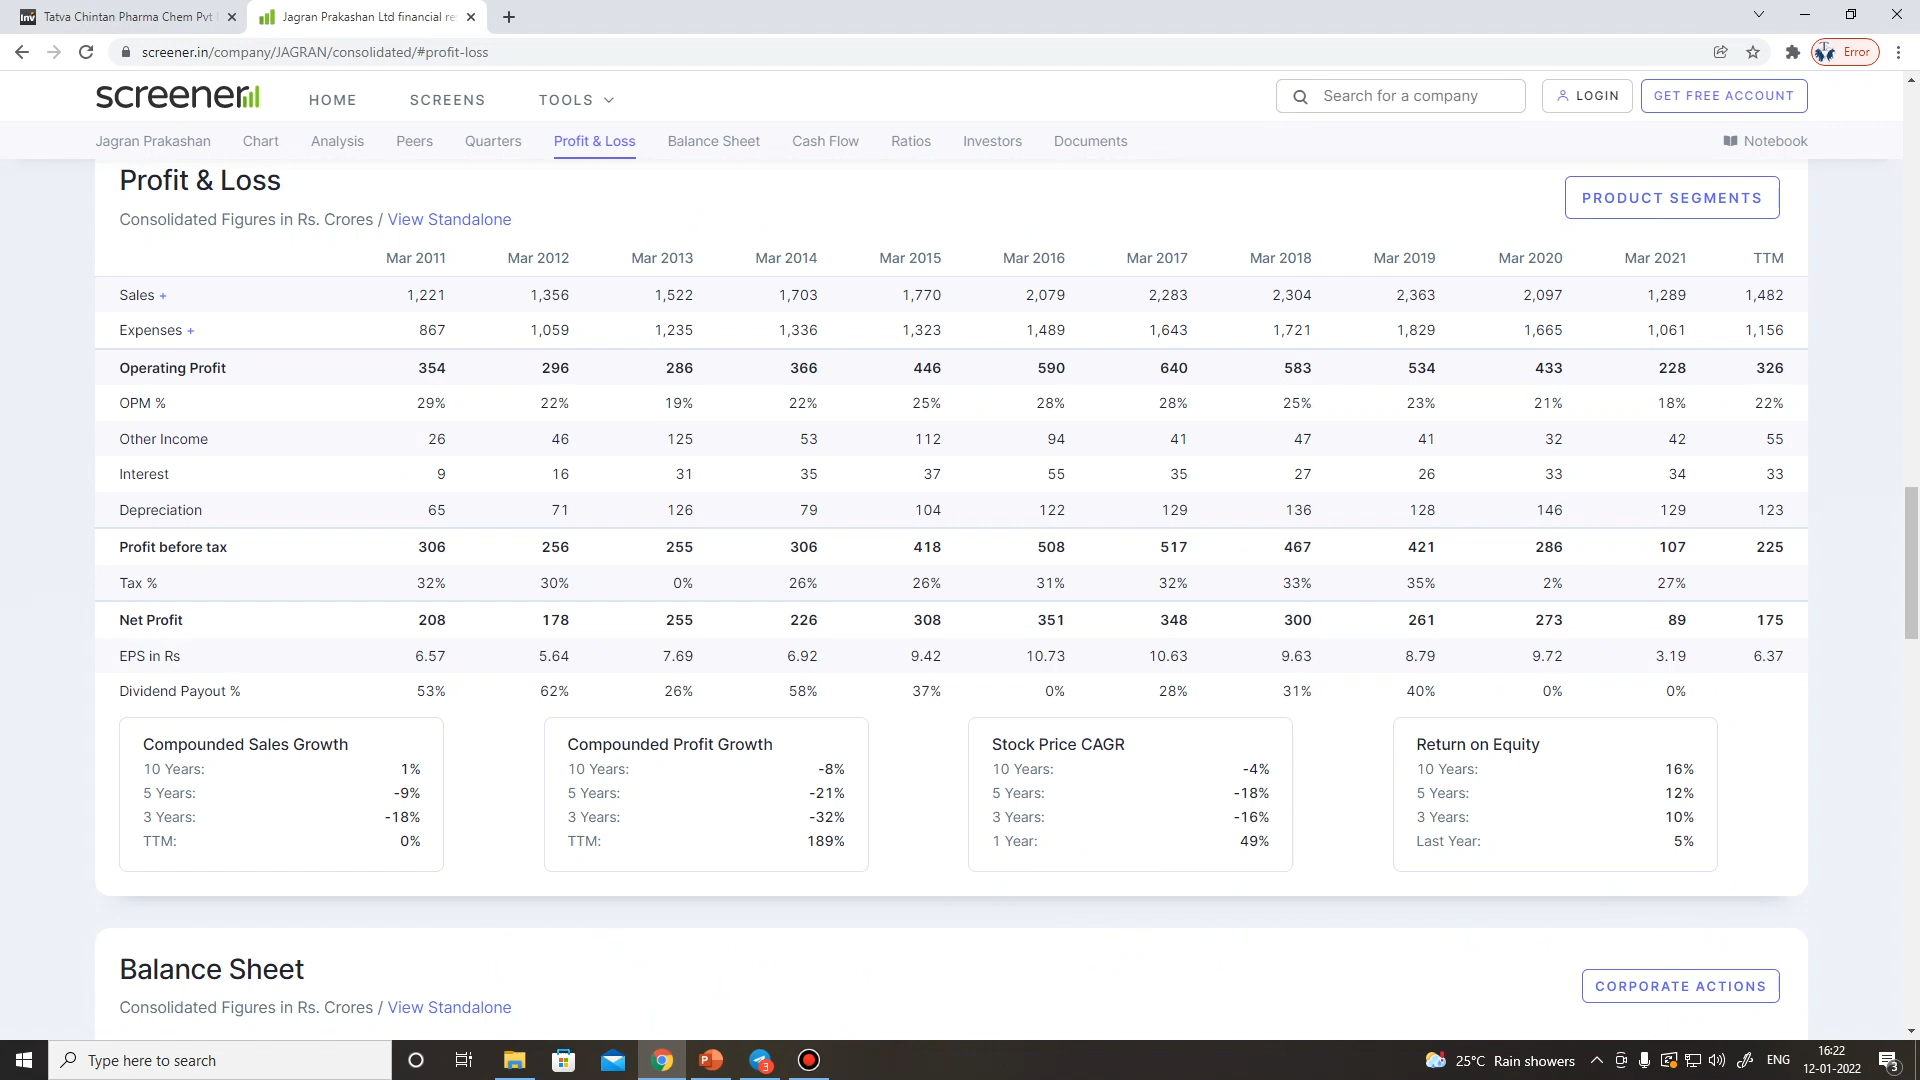 Tatva Chintan Pharma Chem Pvt
Jagran Prakashan Ltd financial re
screener.in/company/JAGRAN/consolidated/#profit-loss
Error
screener
HOME SCREENS TOOLS
Search for a company
LOGIN
GET FREE ACCOUNT
Jagran Prakashan Chart Analysis Peers Quarters Profit & Loss Balance Sheet Cash Flow Ratios Investors Documents Notebook
Profit & Loss
PRODUCT SEGMENTS
Consolidated Figures in Rs. Crores / View Standalone
Mar 2011 Mar 2012 Mar 2013 Mar 2014 Mar 2015 Mar 2016 Mar 2017 Mar 2018 Mar 2019 Mar 2020 Mar 2021 TTM
Sales + 1,221 1,356 1,522 1,703 1,770 2,079 2,283 2,304 2,363 2,097 1,289 1,482
Expenses + 867 1,059 1,235 1,336 1,323 1,489 1,643 1,721 1,829 1,665 1,061 1,156
Operating Profit 354 296 286 366 446 590 640 583 534 433 228 326
OPM % 29% 22% 19% 22% 25% 28% 28% 25% 23% 21% 18% 22%
Other Income 26 46 125 53 112 94 41 47 41 32 42 55
Interest 9 16 31 35 37 55 35 27 26 33 34 33
Depreciation 65 71 126 79 104 122 129 136 128 146 129 123
Profit before tax 306 256 255 306 418 508 517 467 421 286 107 225
Tax % 32% 30% 0% 26% 26% 31% 32% 33% 35% 2% 27%
Net Profit 208 178 255 226 308 351 348 300 261 273 89 175
EPS in Rs 6.57 5.64 7.69 6.92 9.42 10.73 10.63 9.63 8.79 9.72 3.19 6.37
Dividend Payout % 53% 62% 26% 58% 37% 0% 28% 31% 40% 0% 0%
Compounded Sales Growth
10 Years: 1%
5 Years: -9%
3 Years: -18%
TTM: 0%
Compounded Profit Growth
10 Years: -8%
5 Years: -21%
3 Years: -32%
TTM: 189%
Stock Price CAGR
10 Years: -4%
5 Years: -18%
3 Years: -16%
1 Year: 49%
Return on Equity
10 Years: 16%
5 Years: 12%
3 Years: 10%
Last Year: 5%
Balance Sheet
CORPORATE ACTIONS
Consolidated Figures in Rs. Crores / View Standalone
Type here to search
3
25°C Rain showers
ENG
16:22
12-01-2022
3